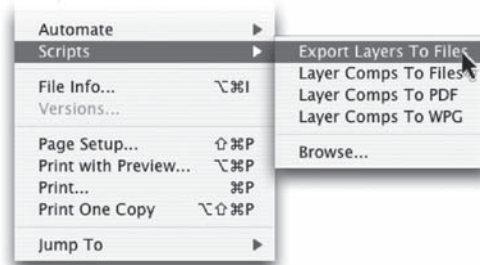 Automate
Scripts
File Info... ⌥⌘I
Versions...
Page Setup... ⇧⌘P
Print with Preview... ⌥⌘P
Print... ⌘P
Print One Copy ⌥⇧⌘P
Jump To
Export Layers To Files
Layer Comps To Files
Layer Comps To PDF
Layer Comps To WPG
Browse...